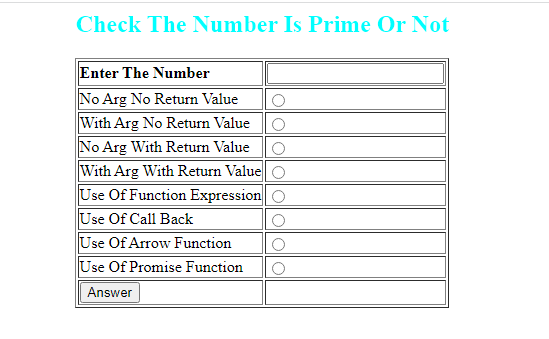 Check The Number Is Prime Or Not
Enter The Number
No Arg No Return Value
With Arg No Return Value
No Arg With Return Value
With Arg With Return Value
Use Of Function Expression
Use Of Call Back
Use Of Arrow Function
Use Of Promise Function
Answer